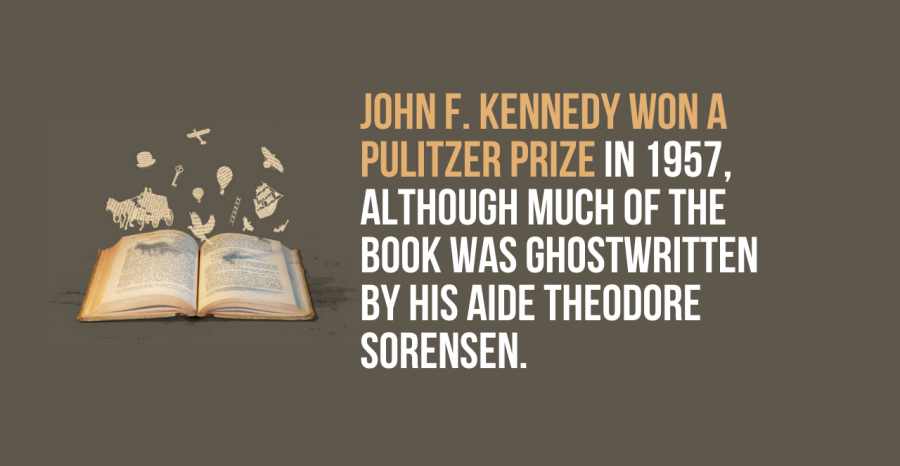 JOHN F. KENNEDY WON A
PULITZER PRIZE IN 1957,
ALTHOUGH MUCH OF THE
BOOK WAS GHOSTWRITTEN
BY HIS AIDE THEODORE
SORENSEN.